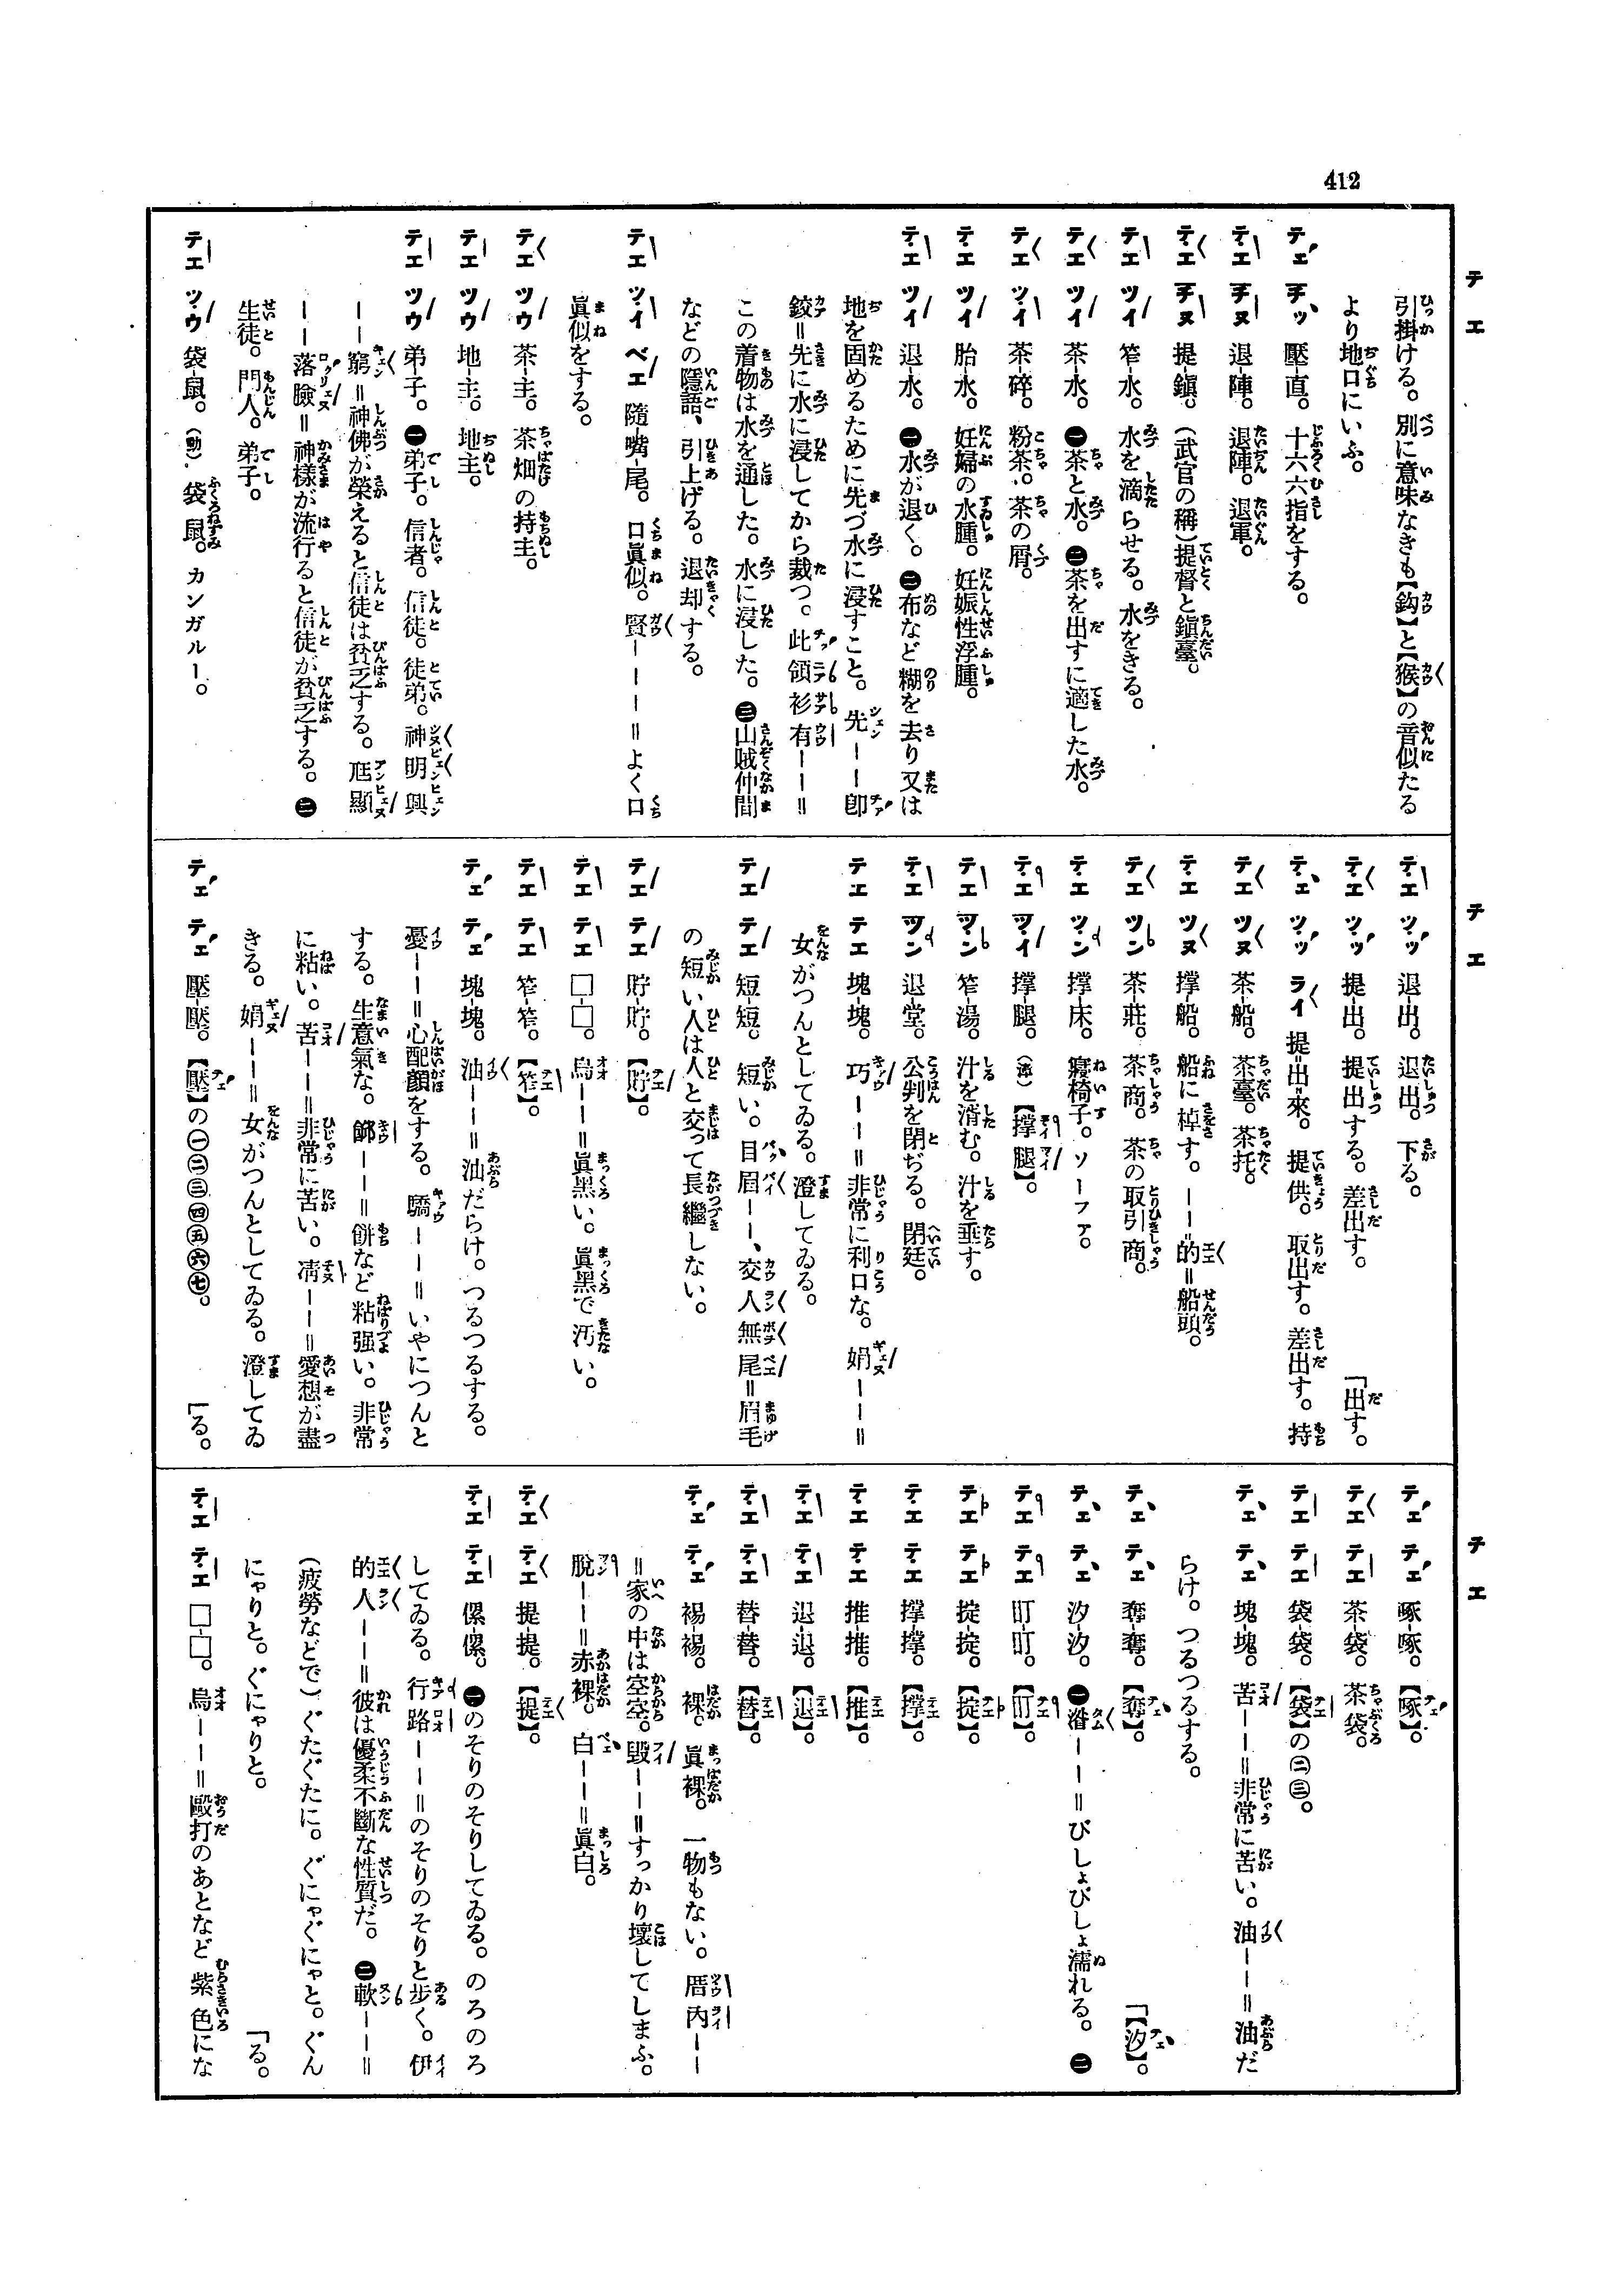 412
テエ
引掛ける。別に意味なきも【鈎】と【猴】の音似たる
より地口にいふ。
テエ チッ 壓-直。十六六指をする。
テエ チヌ 退-陣。退陣。退軍。
テエ チヌ 提-鎭。(武官の稱)提督と鎭臺。
テエ ツイ 笮-水。水を滴らせる。水をきる。
テエ ツイ 茶-水。㊀茶と水。㊁茶を出すに適した水。
テエ ツイ 茶-碎。粉茶。茶の屑。
テエ ツイ 胎-水。妊婦の水腫。妊娠性浮腫。
テエ ツイ 退-水。㊀水が退く。㊁布など糊を去り又は
地を固めるために先づ水に浸すこと。先――卽
鉸=先に水に浸してから裁つ。此領衫有――=
この着物は水を通した。水に浸した。㊂山賊仲間
などの隱語、引上げる。退却する。
テエ ツイ ベエ 隨-嘴-尾。口眞似。賢―――=よく口
眞似をする。
テエ ツウ 茶-主。茶畑の持主。
テエ ツウ 地-主。地主。
テエ ツウ 弟-子。㊀弟子。信者。信徒。徒弟。神明興
――窮=神佛が榮えると信徒は貧乏する。尫顯
――落臉=神樣が流行ると信徒が貧乏する。㊁
生徒。門人。弟子。
テエ ツウ 袋-鼠。(動)袋鼠。カンガルー。
テエ
テエ ツッ 退-出。退出。下る。
テエ ツッ 提-出。提出する。差出す。 「出す。
テエ ツッ ライ 提-出-來。提供。取出す。差出す。持
テエ ツヌ 茶-船。茶臺。茶托。
テエ ツヌ 撑-船。船に棹す。――-的=船頭。
テエ ツン 茶-莊。茶商。茶の取引商。
テエ ツン 撑-床。寢椅子。ソーファ。
テエ ツイ 撑-腿。【撑腿】。
テエ ツン 笮-湯。汁を滑む。汁を垂す。
テエ ツン 退-堂。公判を閉ぢる。閉廷。
テエ テエ 塊-塊。巧――=非常に利口な。娟――=
女がつんとしてゐる。澄してゐる。
テエ テエ 短-短。短い。目眉――、交人無尾=眉毛
の短い人は人と交って長繼しない。
テエ テエ 貯-貯。【貯】。
テエ テエ □-□。烏――=眞黑い。眞黑で汚い。
テエ テエ 笮-笮。【笮】。
テエ テエ 塊-塊。油――=油だらけ。つるつるする。
憂――=心配顔をする。驕――=いやにつんと
する。生意氣な。――=餅など粘强い。非常
に粘い。苦――=非常に苦い。凊――=愛想が盡
きる。娟――=女がつんとしてゐる。澄してゐ
テエ テエ 壓-壓。【壓】の㊀㊁㊂㊃㊄㊅㊆。 「る。
テエ
テエ テエ 啄-啄。【啄】。
テエ テエ 茶-袋。茶袋。
テエ テエ 袋-袋。【袋】の㊁㊂。
テエ テエ 塊-塊。苦――=非常に苦い。油――=油だ
らけ。つるつるする。
テエ テエ 奪-奪。【奪】。 「【汐】。
テエ テエ 汐-汐。㊀澘――=びしょびしょ濡れる。㊁
テエ テエ 盯-盯。【盯】。
テエ テエ 掟-掟。【掟】。
テエ テエ 撑-撑。【撑】。
テエ テエ 推-推。【推】。
テエ テエ 退-退。【退】。
テエ テエ 替-替。【替】。
テエ テエ 裼-裼。裸。眞裸。一物もない。厝內――
=家の中は空空。毀――=すっかり壞してしまふ。
脫――=赤裸。白――=眞白。
テエ テエ 提-提。【提】。
テエ テエ 傫-傫。㊀のそりのそりしてゐる。のろのろ
してゐる。行路――=のそりのそりと步く。伊
的人――=彼は優柔不斷な性質だ。㊁軟――=
(疲勞などで)ぐたぐたに。ぐにゃぐにゃと。ぐん
にゃりと。ぐにゃりと。 「る。
テエ テエ □-□。烏――=毆打のあとなど紫色にな